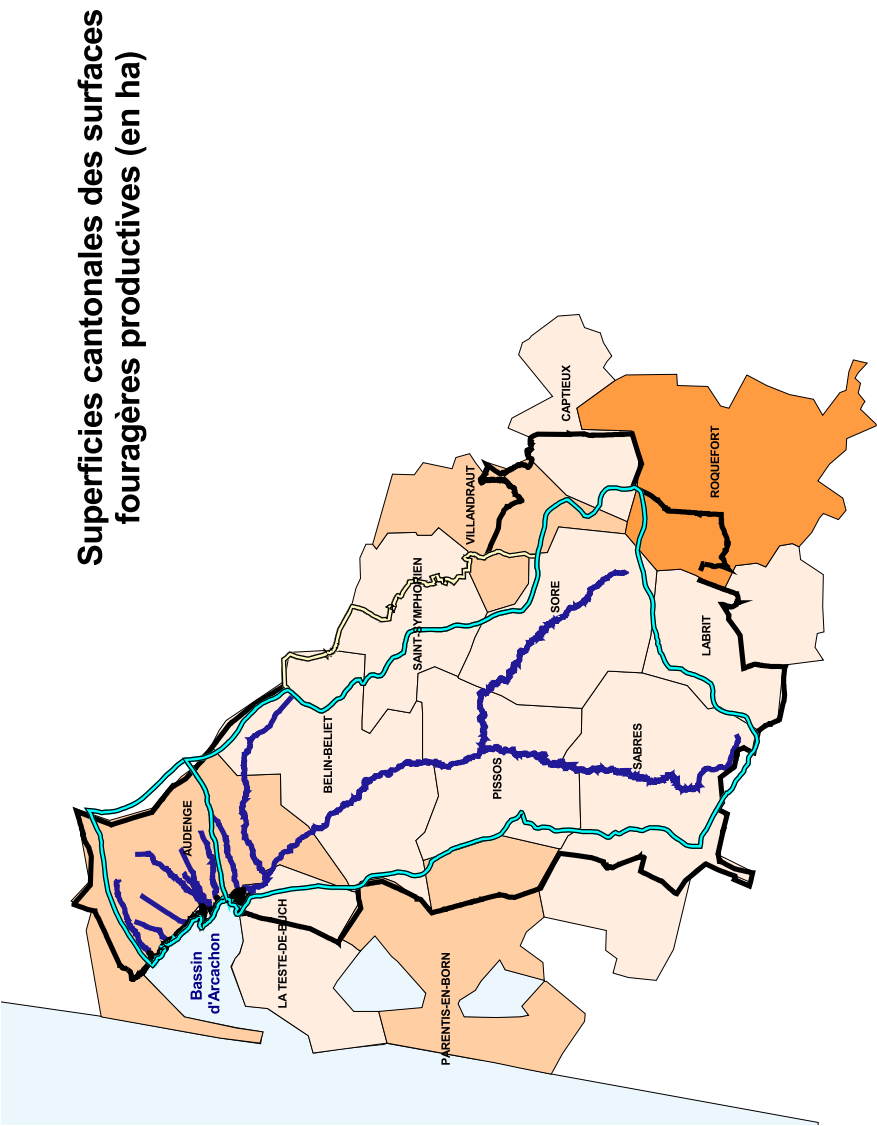 Superficies cantonales des surfaces
fouragères productives (en ha)
CAPTIEUX
ROQUEFORT
VILLANDRAUT
SAINT-SYMPHORIEN
SORE
LABRIT
BELIN-BELIET
PISSOS
SABRES
AUDENGE
LA TESTE-DE-BUCH
Bassin
d'Arcachon
PARENTIS-EN-BORN